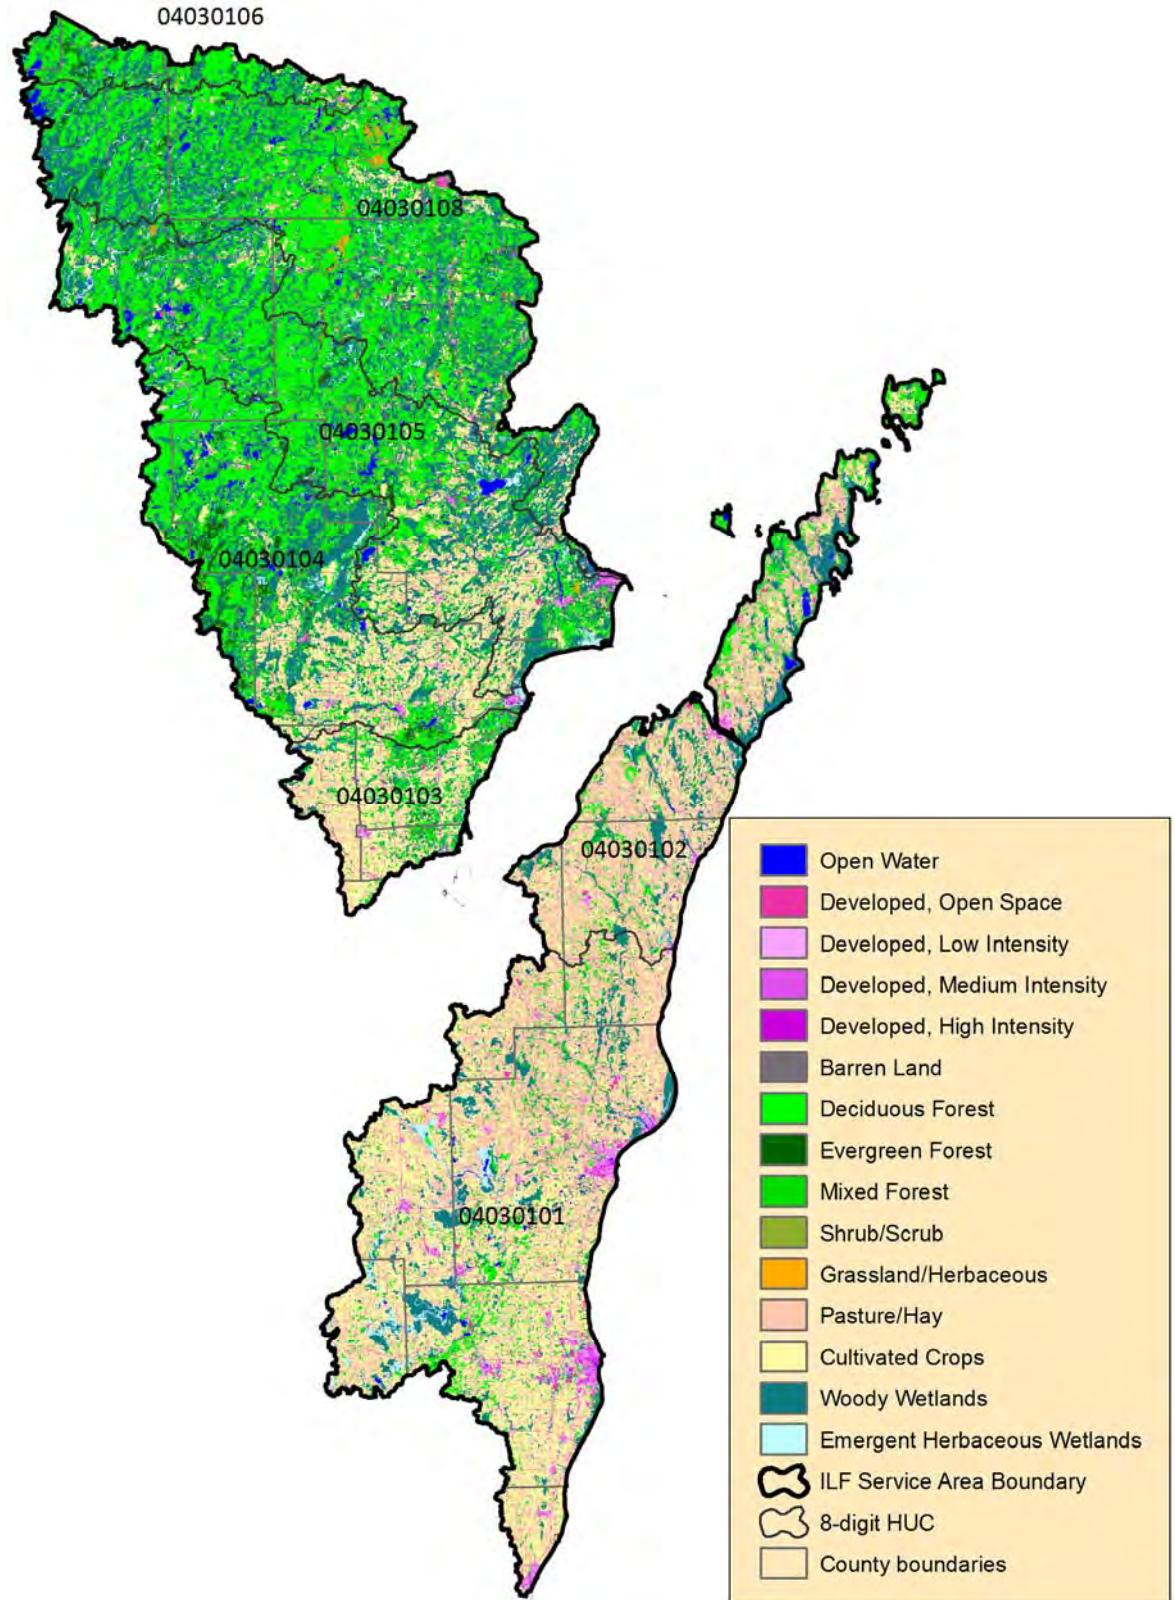 04030106
04030108
04030105
04030104
04030103
04030102
04030101
Open Water
Developed, Open Space
Developed, Low Intensity
Developed, Medium Intensity
Developed, High Intensity
Barren Land
Deciduous Forest
Evergreen Forest
Mixed Forest
Shrub/Scrub
Grassland/Herbaceous
Pasture/Hay
Cultivated Crops
Woody Wetlands
Emergent Herbaceous Wetlands
ILF Service Area Boundary
8-digit HUC
County boundaries